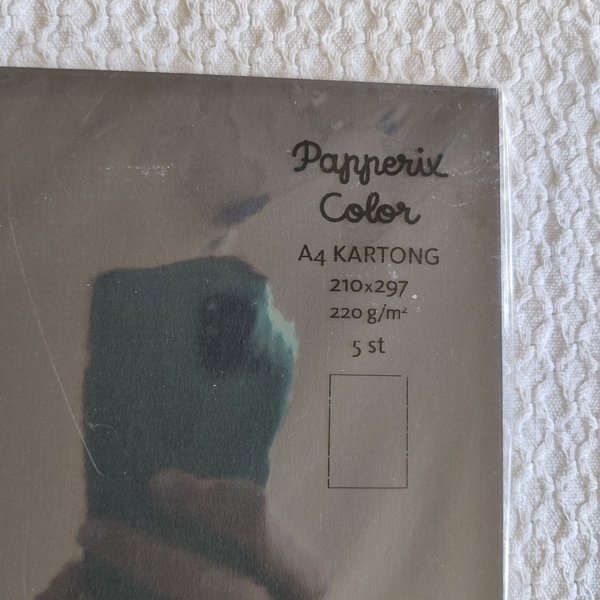 Papperix
Color
A4 KARTONG
210x297
220 g/m²
5 st